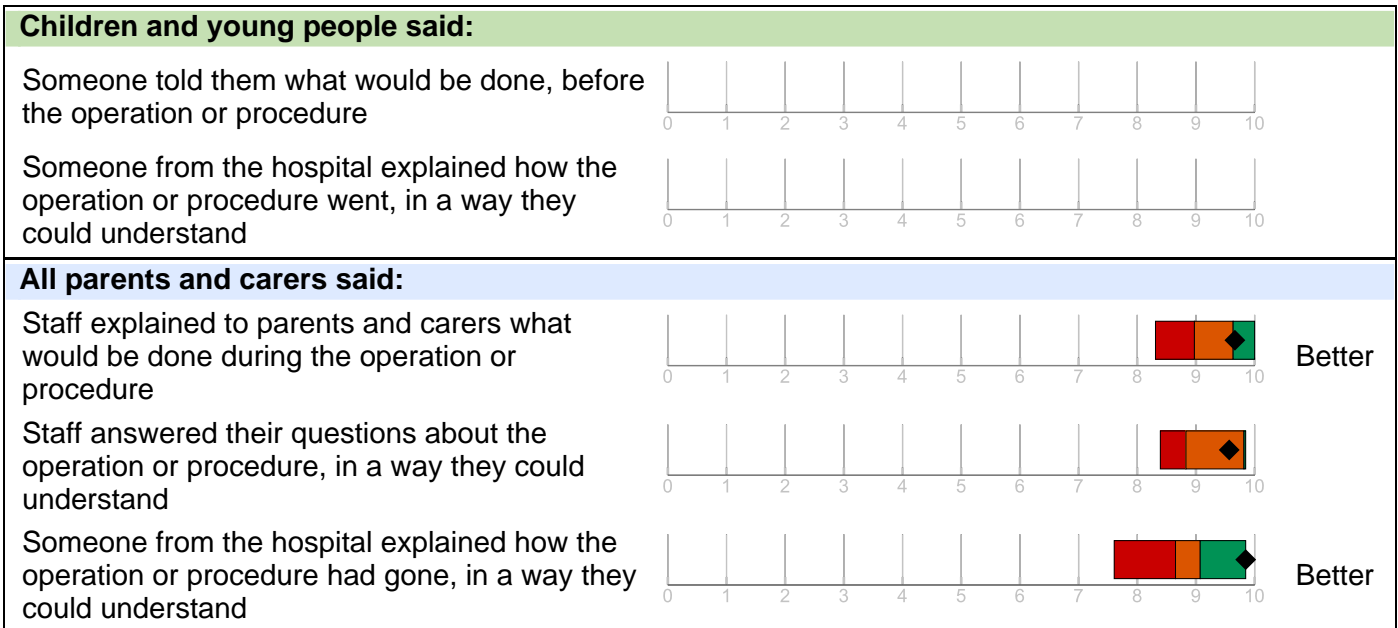 Children and young people said:
Someone told them what would be done, before
the operation or procedure
0 1 2 3 4 5 6 7 8 9 10
Someone from the hospital explained how the
operation or procedure went, in a way they
could understand
0 1 2 3 4 5 6 7 8 9 10
All parents and carers said:
Staff explained to parents and carers what
would be done during the operation or
procedure
0 1 2 3 4 5 6 7 8 9 10
Better
Staff answered their questions about the
operation or procedure, in a way they could
understand
0 1 2 3 4 5 6 7 8 9 10
Someone from the hospital explained how the
operation or procedure had gone, in a way they
could understand
0 1 2 3 4 5 6 7 8 9 10
Better